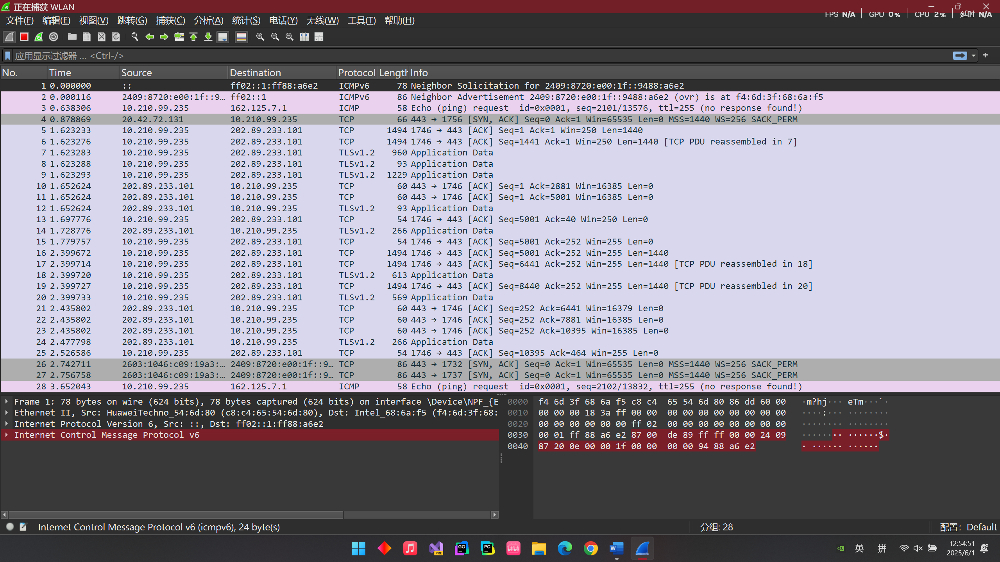 正在捕获 WLAN
FPS N/A GPU 0% CPU 2% 延时 N/A
文件(F) 编辑(E) 视图(V) 跳转(G) 捕获(C) 分析(A) 统计(S) 电话(Y) 无线(W) 工具(T) 帮助(H)
应用显示过滤器 … <Ctrl-/>
No. Time Source Destination Protocol Length Info
1 0.000000 :: ff02::1:ff88:a6e2 ICMPv6 78 Neighbor Solicitation for 2409:8720:e00:1f::9488:a6e2
2 0.000116 2409:8720:e00:1f::9… ff02::1 ICMPv6 86 Neighbor Advertisement 2409:8720:e00:1f::9488:a6e2 (ovr) is at f4:6d:3f:68:6a:f5
3 0.638306 10.210.99.235 162.125.7.1 ICMP 58 Echo (ping) request id=0x0001, seq=2101/13576, ttl=255 (no response found!)
4 0.878869 20.42.72.131 10.210.99.235 TCP 66 443 → 1756 [SYN, ACK] Seq=0 Ack=1 Win=65535 Len=0 MSS=1440 WS=256 SACK_PERM
5 1.623233 10.210.99.235 202.89.233.101 TCP 1494 1746 → 443 [ACK] Seq=1 Ack=1 Win=250 Len=1440
6 1.623276 10.210.99.235 202.89.233.101 TCP 1494 1746 → 443 [ACK] Seq=1441 Ack=1 Win=250 Len=1440 [TCP PDU reassembled in 7]
7 1.623283 10.210.99.235 202.89.233.101 TLSv1.2 960 Application Data
8 1.623288 10.210.99.235 202.89.233.101 TLSv1.2 93 Application Data
9 1.623293 10.210.99.235 202.89.233.101 TLSv1.2 1229 Application Data
10 1.652624 202.89.233.101 10.210.99.235 TCP 60 443 → 1746 [ACK] Seq=1 Ack=2881 Win=16385 Len=0
11 1.652624 202.89.233.101 10.210.99.235 TCP 60 443 → 1746 [ACK] Seq=1 Ack=5001 Win=16385 Len=0
12 1.652624 202.89.233.101 10.210.99.235 TLSv1.2 93 Application Data
13 1.697776 10.210.99.235 202.89.233.101 TCP 54 1746 → 443 [ACK] Seq=5001 Ack=40 Win=250 Len=0
14 1.728776 202.89.233.101 10.210.99.235 TLSv1.2 266 Application Data
15 1.779757 10.210.99.235 202.89.233.101 TCP 54 1746 → 443 [ACK] Seq=5001 Ack=252 Win=255 Len=0
16 2.399672 10.210.99.235 202.89.233.101 TCP 1494 1746 → 443 [ACK] Seq=5001 Ack=252 Win=255 Len=1440
17 2.399714 10.210.99.235 202.89.233.101 TCP 1494 1746 → 443 [ACK] Seq=6441 Ack=252 Win=255 Len=1440 [TCP PDU reassembled in 18]
18 2.399720 10.210.99.235 202.89.233.101 TLSv1.2 613 Application Data
19 2.399727 10.210.99.235 202.89.233.101 TCP 1494 1746 → 443 [ACK] Seq=8440 Ack=252 Win=255 Len=1440 [TCP PDU reassembled in 20]
20 2.399733 10.210.99.235 202.89.233.101 TLSv1.2 569 Application Data
21 2.435802 202.89.233.101 10.210.99.235 TCP 60 443 → 1746 [ACK] Seq=252 Ack=6441 Win=16379 Len=0
22 2.435802 202.89.233.101 10.210.99.235 TCP 60 443 → 1746 [ACK] Seq=252 Ack=7881 Win=16385 Len=0
23 2.435802 202.89.233.101 10.210.99.235 TCP 60 443 → 1746 [ACK] Seq=252 Ack=10395 Win=16385 Len=0
24 2.477798 202.89.233.101 10.210.99.235 TLSv1.2 266 Application Data
25 2.526586 10.210.99.235 202.89.233.101 TCP 54 1746 → 443 [ACK] Seq=10395 Ack=464 Win=255 Len=0
26 2.742711 2603:1046:c09:19a3:… 2409:8720:e00:1f::9… TCP 86 443 → 1732 [SYN, ACK] Seq=0 Ack=1 Win=65535 Len=0 MSS=1440 WS=256 SACK_PERM
27 2.756758 2603:1046:c09:19a3:… 2409:8720:e00:1f::9… TCP 86 443 → 1737 [SYN, ACK] Seq=0 Ack=1 Win=65535 Len=0 MSS=1440 WS=256 SACK_PERM
28 3.652043 10.210.99.235 162.125.7.1 ICMP 58 Echo (ping) request id=0x0001, seq=2102/13832, ttl=255 (no response found!)
Frame 1: 78 bytes on wire (624 bits), 78 bytes captured (624 bits) on interface \Device\NPF_{E
Ethernet II, Src: HuaweiTechno_54:6d:80 (c8:c4:65:54:6d:80), Dst: Intel_68:6a:f5 (f4:6d:3f:68:
Internet Protocol Version 6, Src: ::, Dst: ff02::1:ff88:a6e2
Internet Control Message Protocol v6
0000 f4 6d 3f 68 6a f5 c8 c4 65 54 6d 80 86 dd 60 00 ·m?hj··· eTm···`·
0010 00 00 00 18 3a ff 00 00 00 00 00 00 00 00 00 00 ····:··· ········
0020 00 00 00 00 00 00 ff 02 00 00 00 00 00 00 00 00 ········ ········
0030 00 01 ff 88 a6 e2 87 00 de 89 ff ff 00 00 24 09 ········ ······$·
0040 87 20 0e 00 00 1f 00 00 00 00 94 88 a6 e2 · ······ ······
Internet Control Message Protocol v6 (icmpv6), 24 byte(s)
分组: 28
配置: Default
PRE
GO
PC
bilibili
W
英 拼
12:54:51
2025/6/1